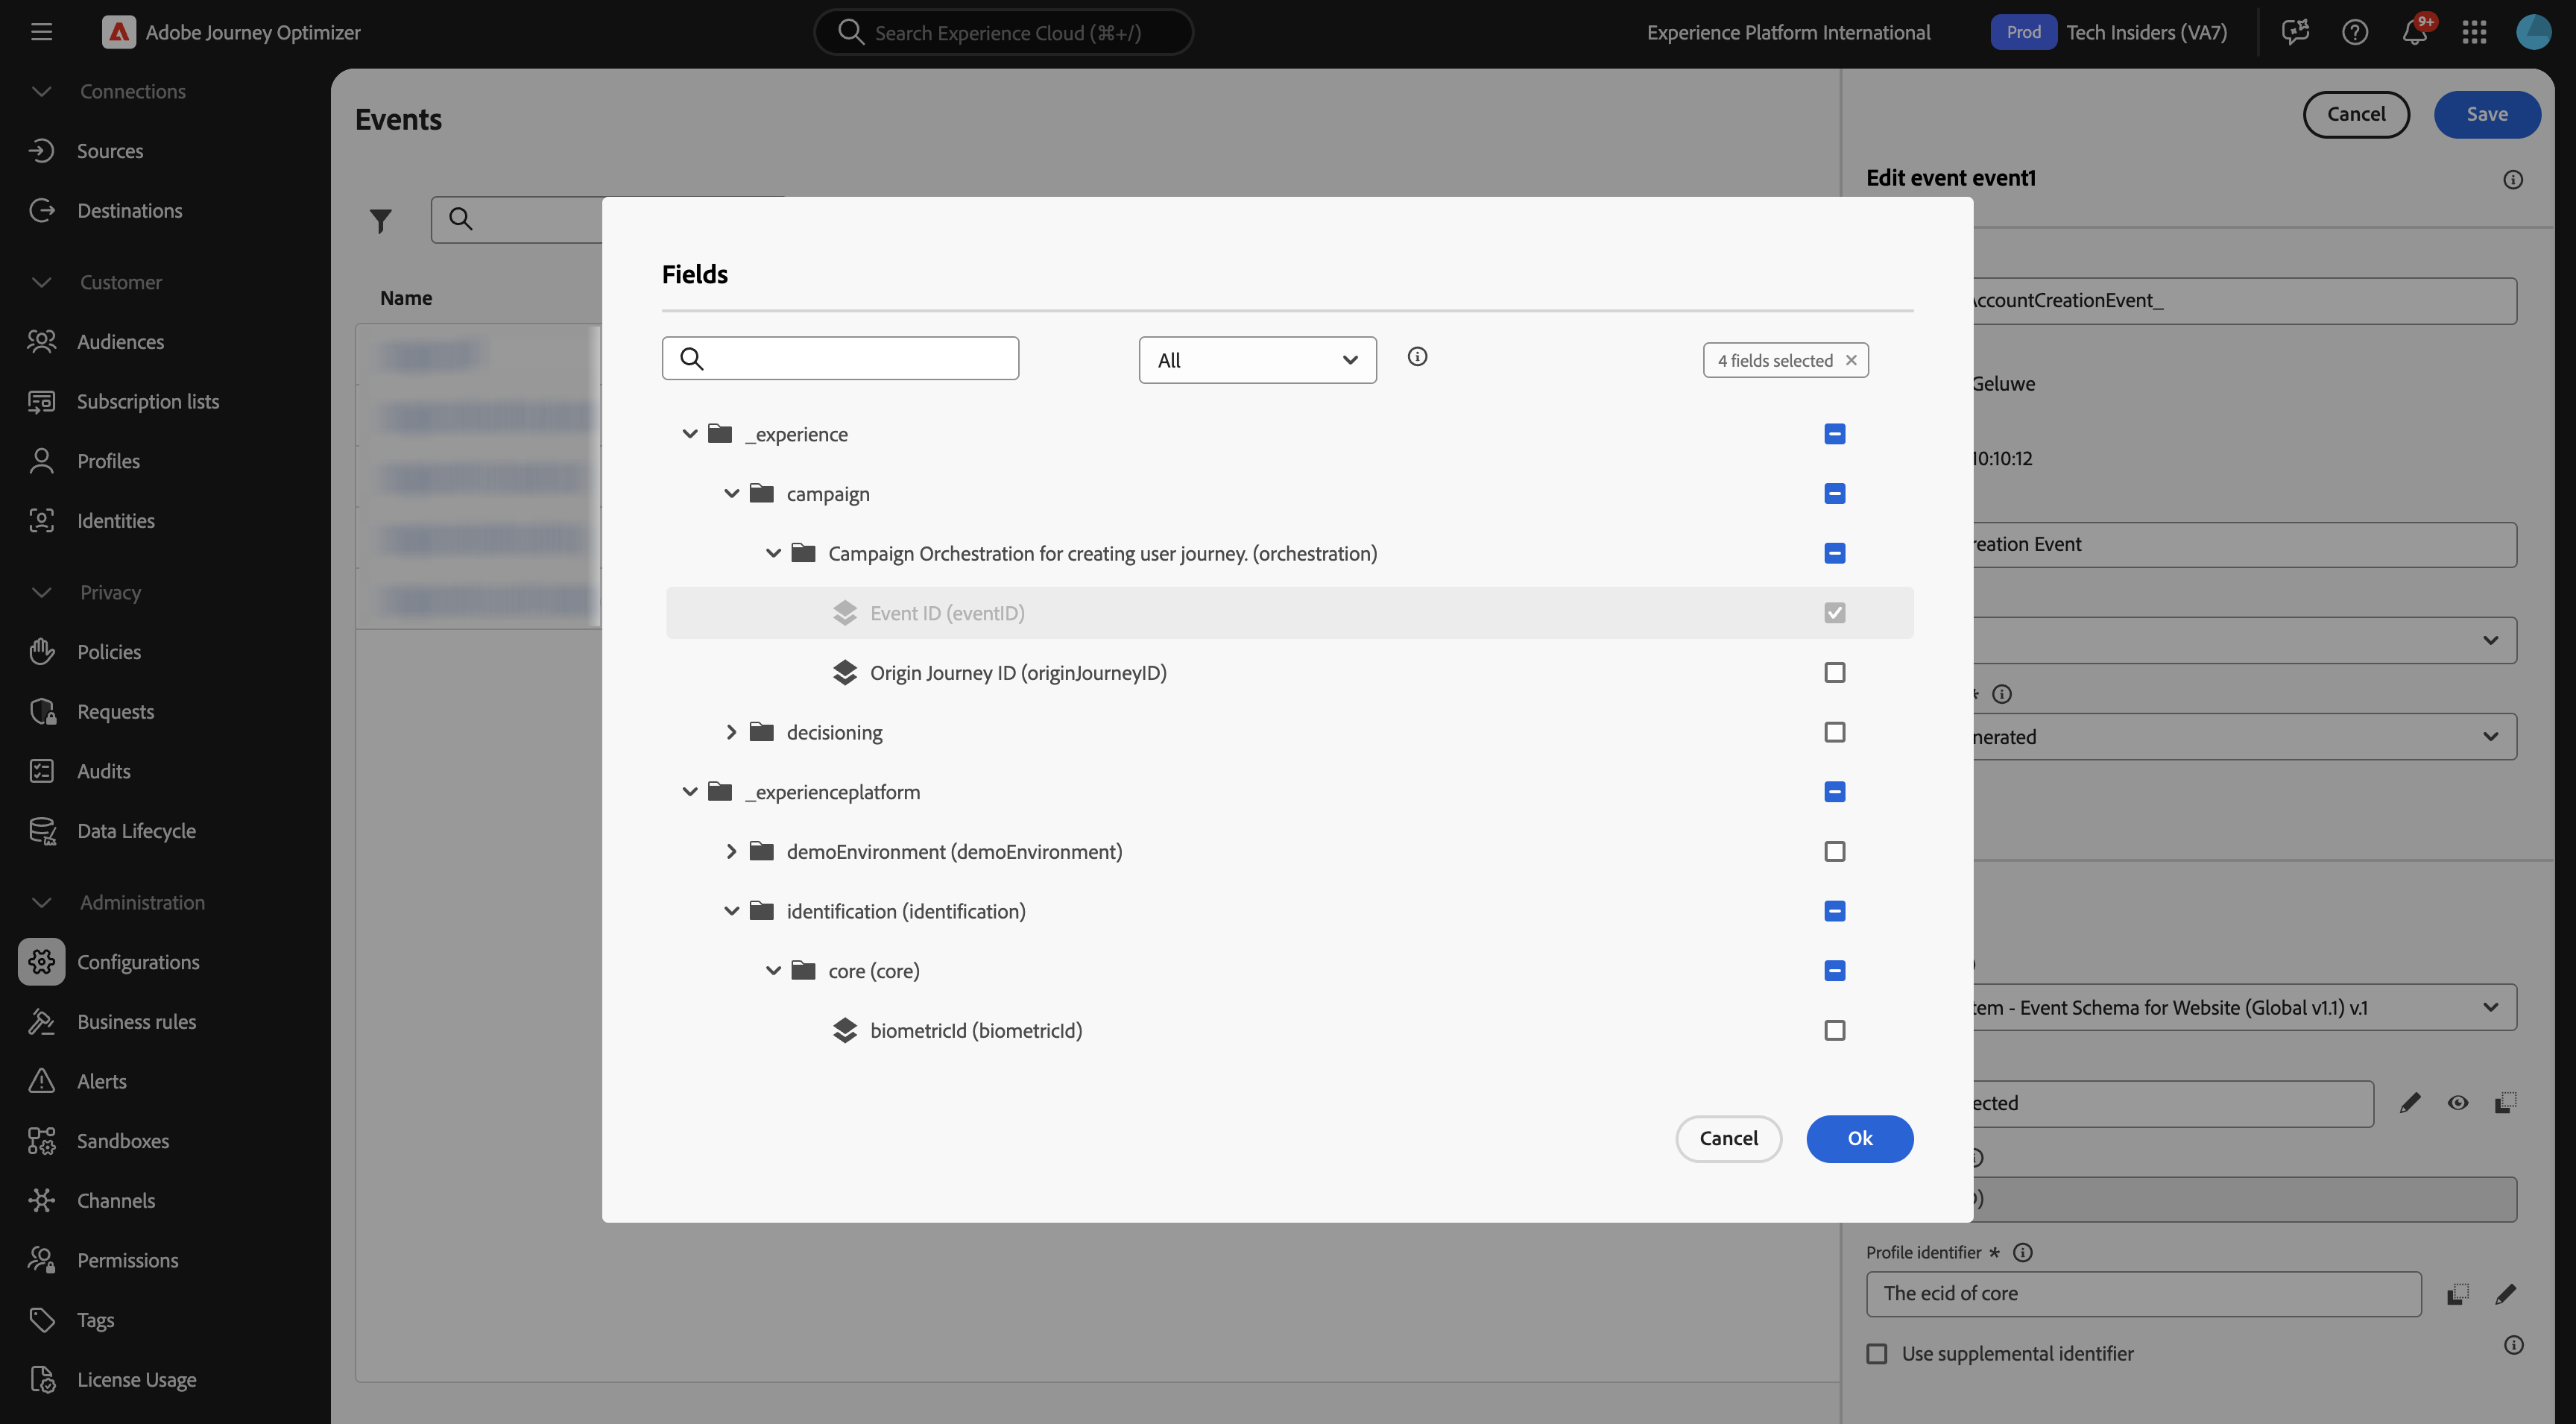 Adobe Journey Optimizer
Search Experience Cloud (⌘+/)
Experience Platform International
Prod
Tech Insiders (VA7)
9+
Connections
Sources
Destinations
Customer
Audiences
Subscription lists
Profiles
Identities
Privacy
Policies
Requests
Audits
Data Lifecycle
Administration
Configurations
Business rules
Alerts
Sandboxes
Channels
Permissions
Tags
License Usage
Events
Name
Fields
All
4 fields selected
_experience
campaign
Campaign Orchestration for creating user journey. (orchestration)
Event ID (eventID)
Origin Journey ID (originJourneyID)
decisioning
_experienceplatform
demoEnvironment (demoEnvironment)
identification (identification)
core (core)
biometricId (biometricId)
Cancel
Ok
Cancel
Save
Edit event event1
AccountCreationEvent_
Geluwe
10:10:12
reation Event
*
nerated
tem - Event Schema for Website (Global v1.1) v.1
ected
Profile identifier *
The ecid of core
Use supplemental identifier